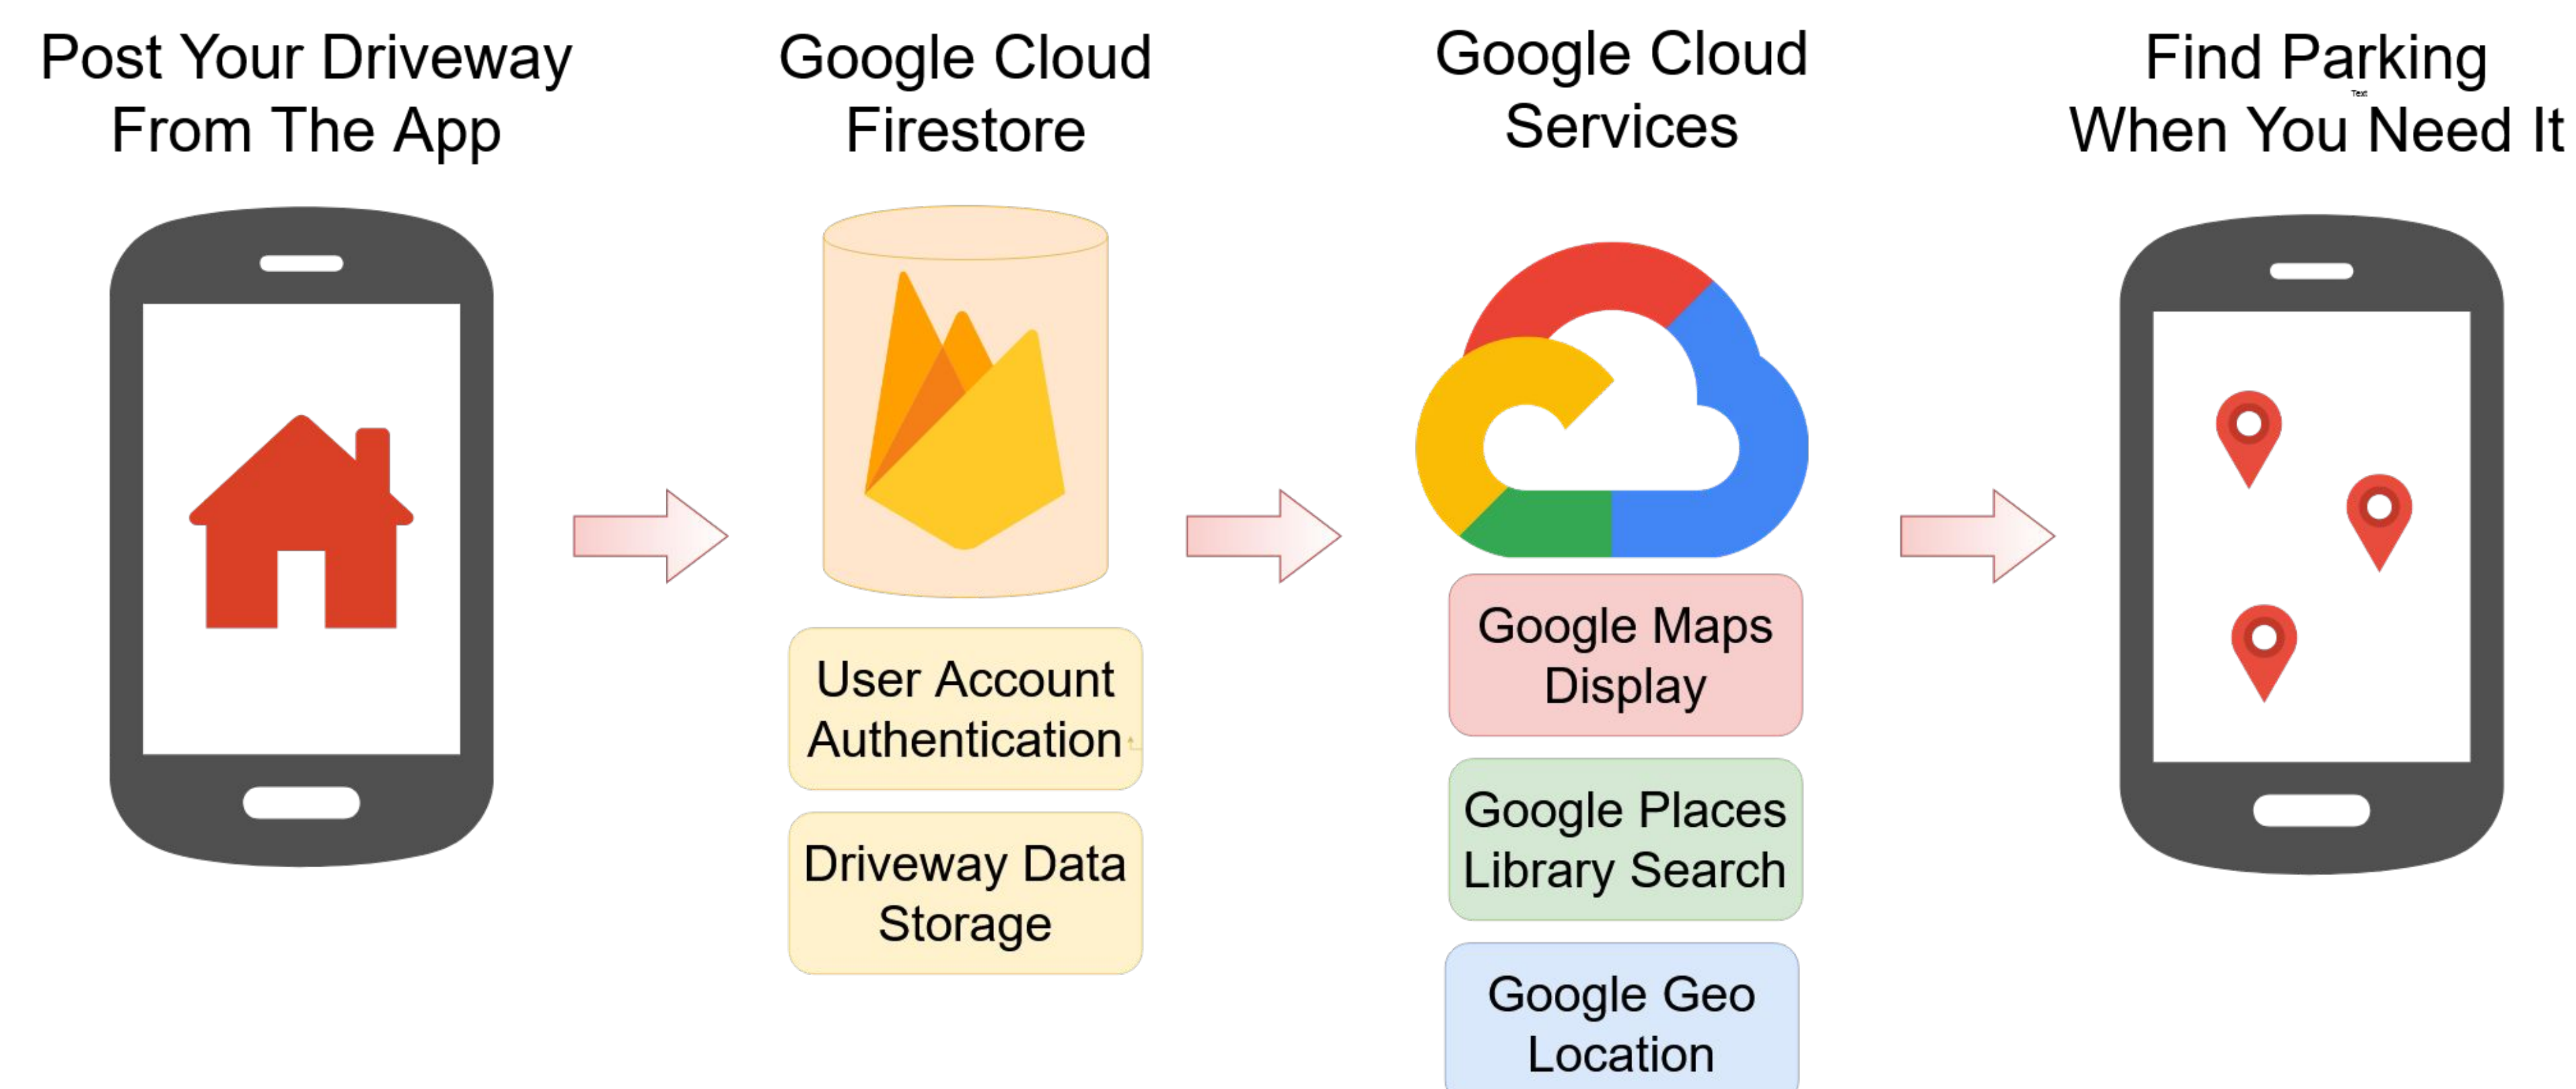 Post Your Driveway
From The App
Google Cloud
Firestore
User Account
Authentication
Driveway Data
Storage
Google Cloud
Services
Google Maps
Display
Google Places
Library Search
Google Geo
Location
Find Parking
Text
When You Need It